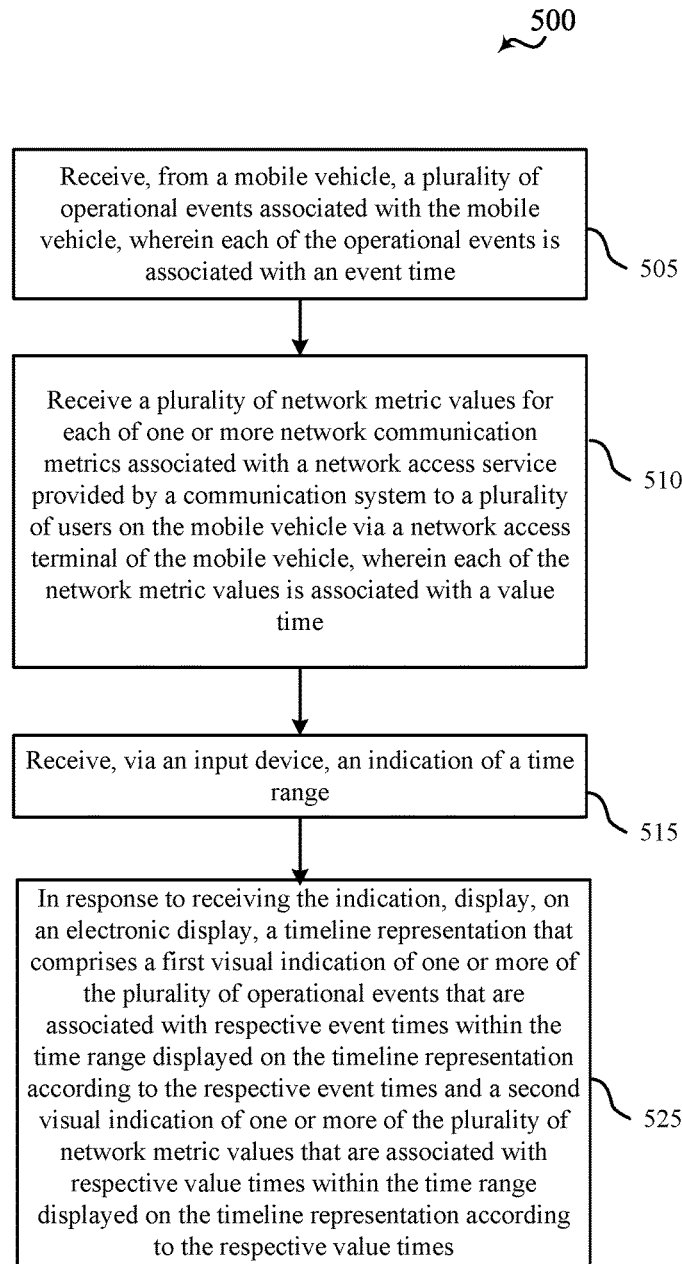 500
Receive, from a mobile vehicle, a plurality of
operational events associated with the mobile
vehicle, wherein each of the operational events is
associated with an event time
505
Receive a plurality of network metric values for
each of one or more network communication
metrics associated with a network access service
provided by a communication system to a plurality
of users on the mobile vehicle via a network access
terminal of the mobile vehicle, wherein each of the
network metric values is associated with a value
time
510
Receive, via an input device, an indication of a time
range
515
In response to receiving the indication, display, on
an electronic display, a timeline representation that
comprises a first visual indication of one or more of
the plurality of operational events that are
associated with respective event times within the
time range displayed on the timeline representation
according to the respective event times and a second
visual indication of one or more of the plurality of
network metric values that are associated with
respective value times within the time range
displayed on the timeline representation according
to the respective value times
525